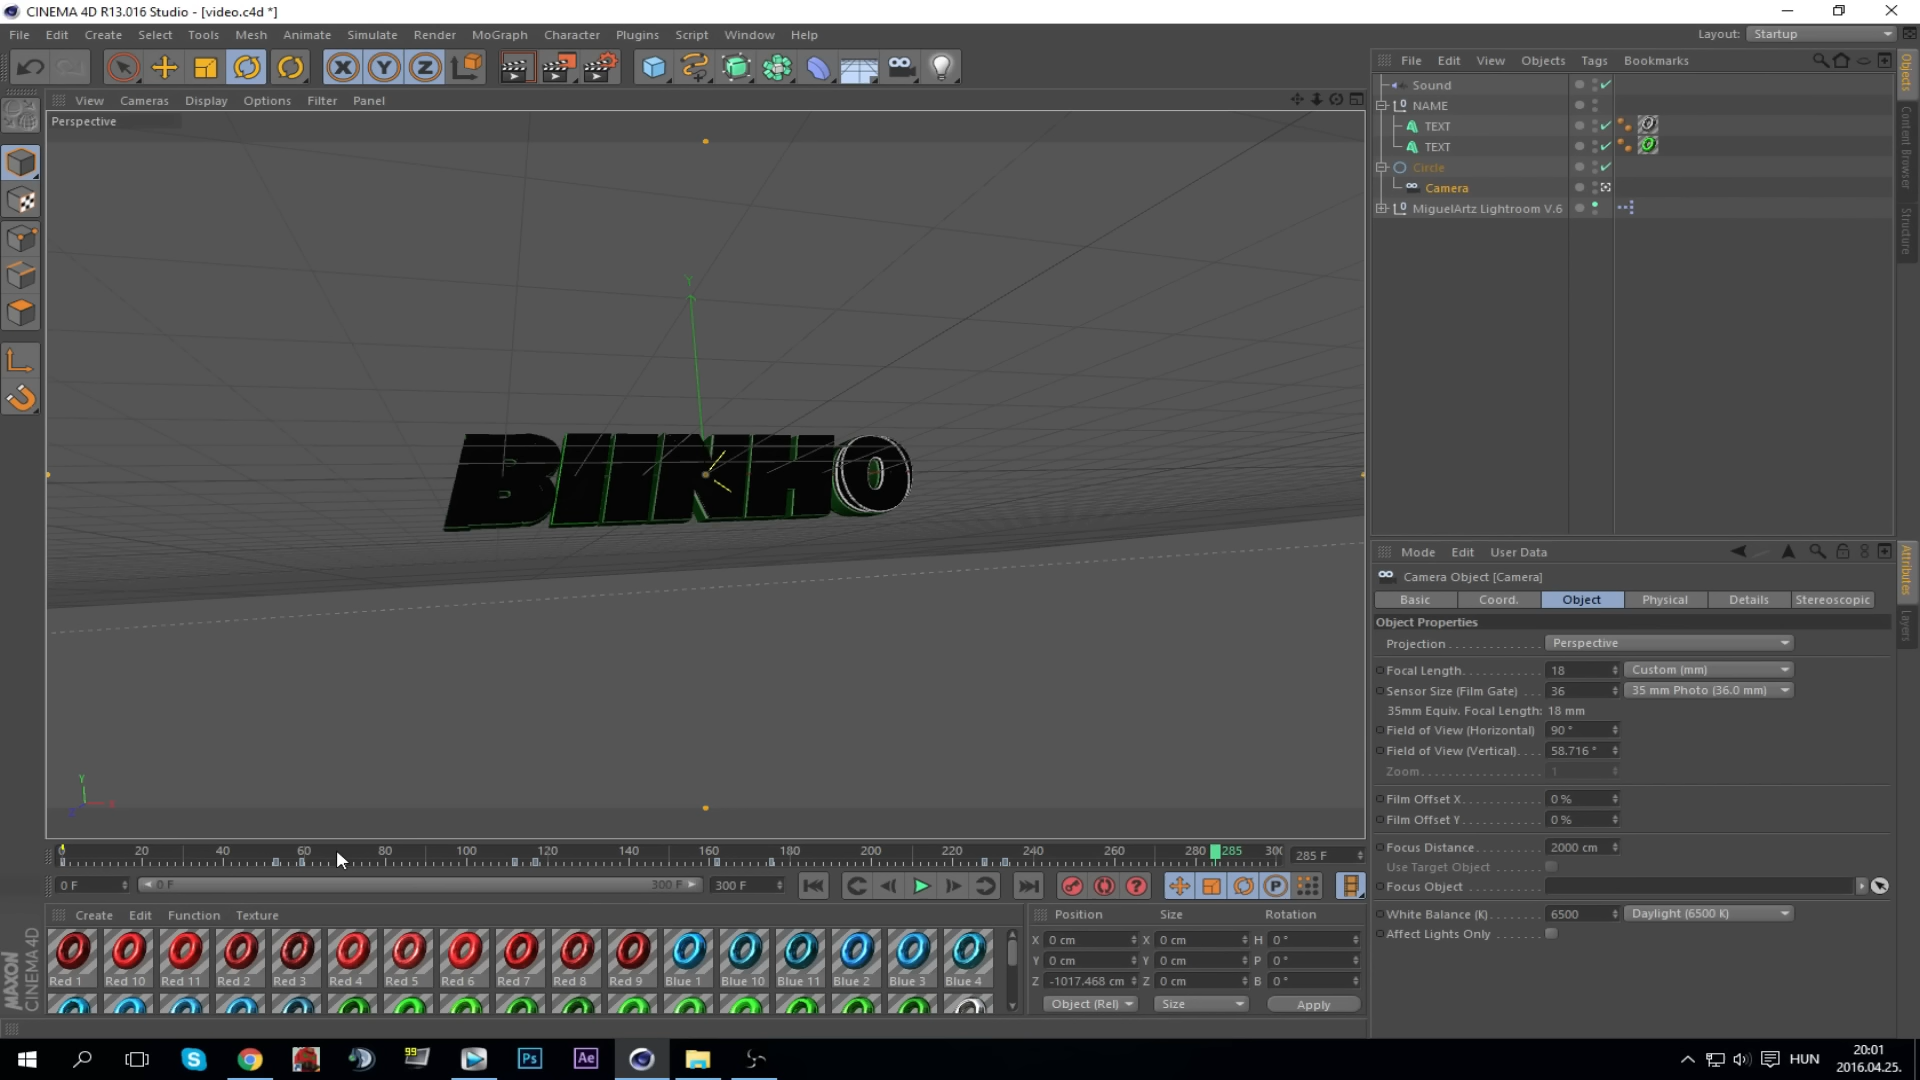 CINEMA 4D R13.016 Studio - [video.c4d *]
File Edit Create Select Tools Mesh Animate Simulate Render MoGraph Character Plugins Script Window Help
Layout: Startup
View Cameras Display Options Filter Panel
Perspective
BIIKHO
Y
Y
0 20 40 60 80 100 120 140 160 180 200 220 240 260 280 285 300
285 F
0 F 0 F 300 F 300 F
Create Edit Function Texture
Red 1 Red 10 Red 11 Red 2 Red 3 Red 4 Red 5 Red 6 Red 7 Red 8 Red 9 Blue 1 Blue 10 Blue 11 Blue 2 Blue 3 Blue 4
Position Size Rotation
X 0 cm X 0 cm H 0 °
Y 0 cm Y 0 cm P 0 °
Z -1017.468 cm Z 0 cm B 0 °
Object (Rel) Size Apply
MAXON
CINEMA 4D
File Edit View Objects Tags Bookmarks
Sound
NAME
TEXT
TEXT
Circle
Camera
MiguelArtz Lightroom V.6
Objects
Content Browser
Structure
Mode Edit User Data
Camera Object [Camera]
Basic Coord. Object Physical Details Stereoscopic
Object Properties
Projection Perspective
Focal Length 18 Custom (mm)
Sensor Size (Film Gate) 36 35 mm Photo (36.0 mm)
35mm Equiv. Focal Length: 18 mm
Field of View (Horizontal) 90 °
Field of View (Vertical) 58.716 °
Zoom 1
Film Offset X 0 %
Film Offset Y 0 %
Focus Distance 2000 cm
Use Target Object
Focus Object
White Balance (K) 6500 Daylight (6500 K)
Affect Lights Only
Attributes
Layers
99
Ps
Ae
HUN
20:01
2016.04.25.